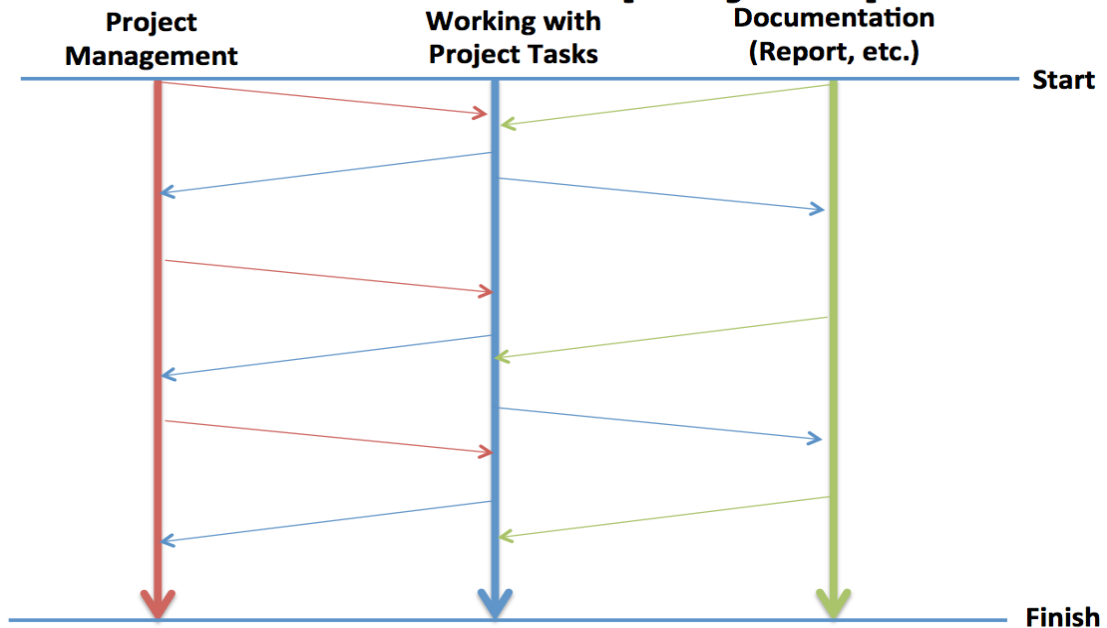 Project
Management
Working with
Project Tasks
Documentation
(Report, etc.)
Start
Finish